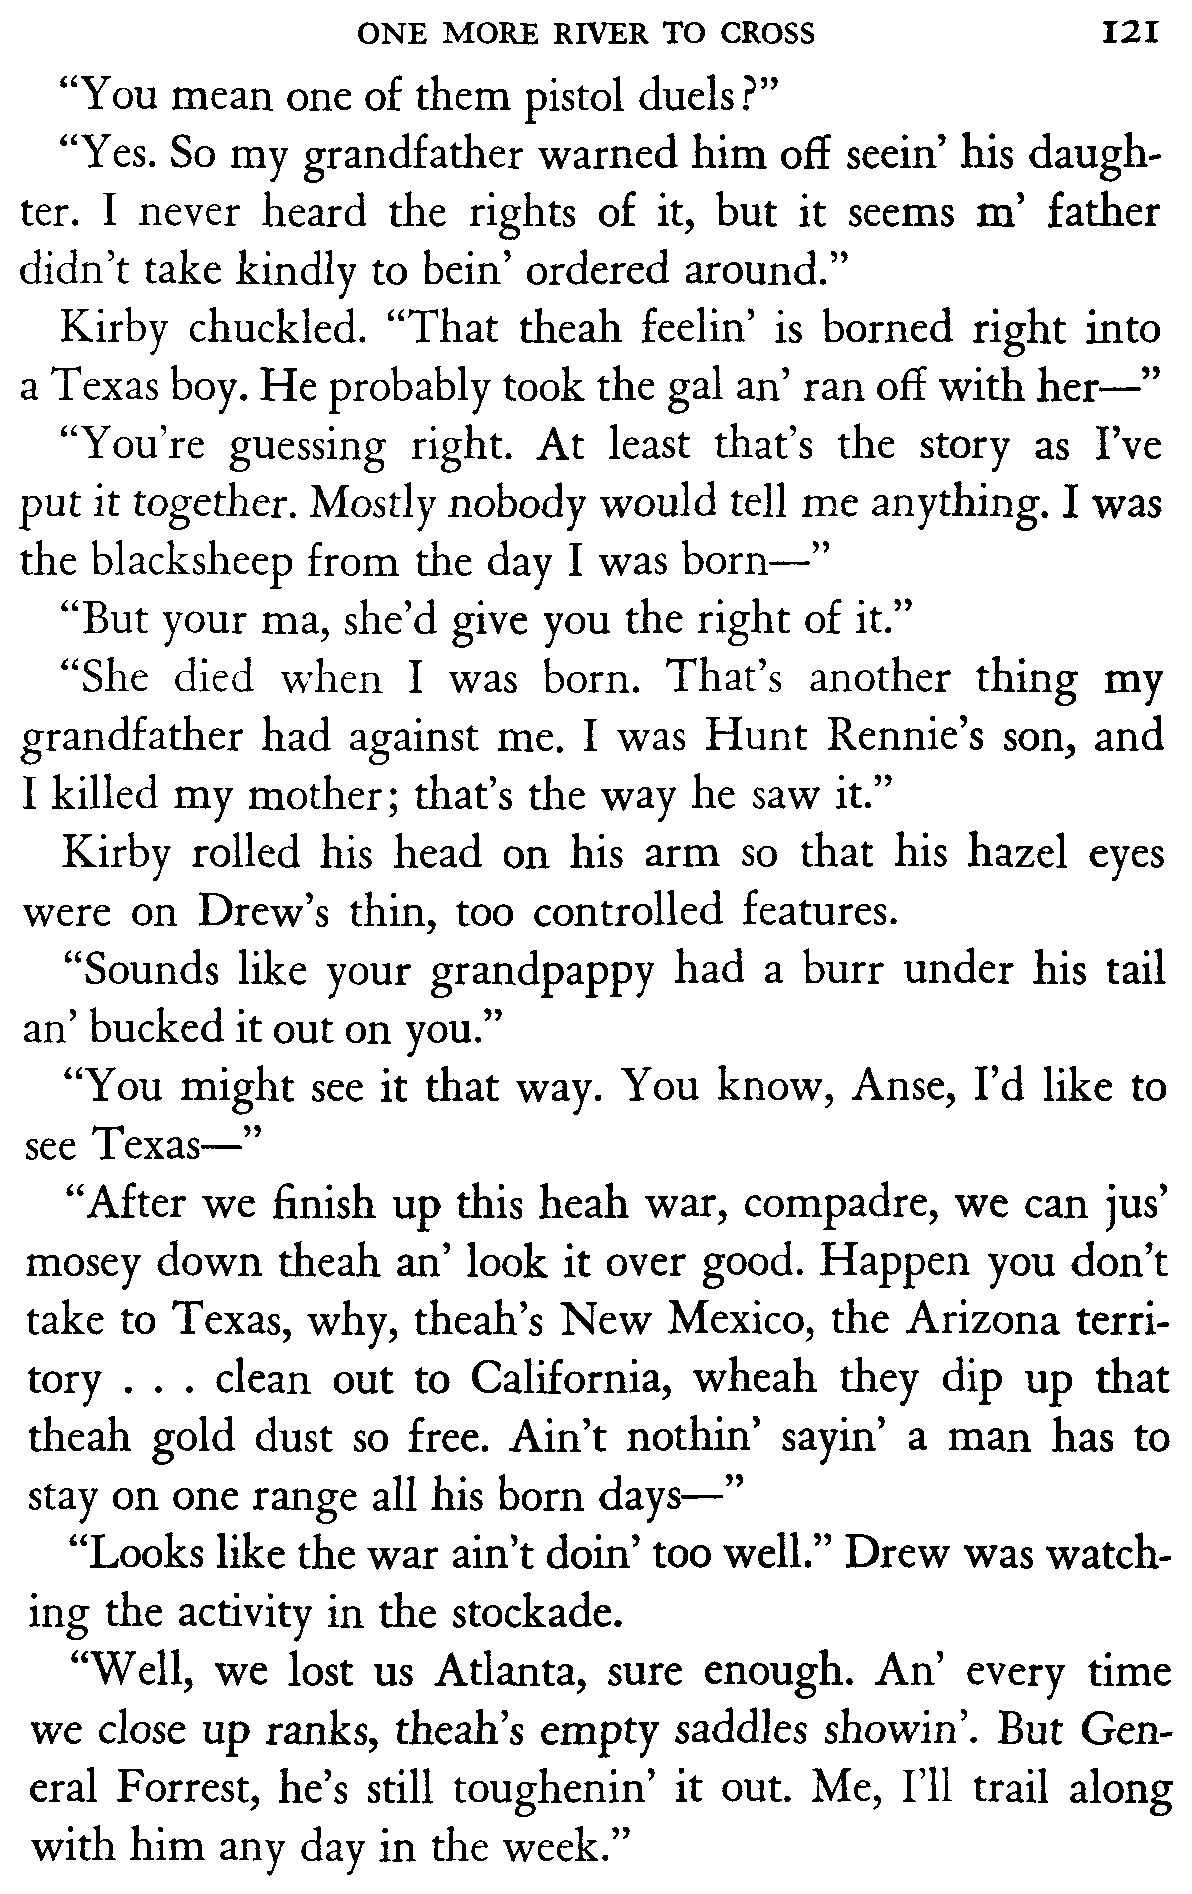 ONE MORE RIVER TO CROSS 121
“You mean one of them pistol duels?”
“Yes. So my grandfather warned him off seein’ his daugh-
ter. I never heard the rights of it, but it seems m’ father
didn’t take kindly to bein’ ordered around.”
Kirby chuckled. “That theah feelin’ is borned right into
a Texas boy. He probably took the gal an’ ran off with her—”
“You’re guessing right. At least that’s the story as I’ve
put it together. Mostly nobody would tell me anything. I was
the blacksheep from the day I was born—”
“But your ma, she’d give you the right of it.”
“She died when I was born. That’s another thing my
grandfather had against me. I was Hunt Rennie’s son, and
I killed my mother; that’s the way he saw it.”
Kirby rolled his head on his arm so that his hazel eyes
were on Drew’s thin, too controlled features.
“Sounds like your grandpappy had a burr under his tail
an’ bucked it out on you.”
“You might see it that way. You know, Anse, I’d like to
see Texas—”
“After we finish up this heah war, compadre, we can jus’
mosey down theah an’ look it over good. Happen you don’t
take to Texas, why, theah’s New Mexico, the Arizona terri-
tory . . . clean out to California, wheah they dip up that
theah gold dust so free. Ain’t nothin’ sayin’ a man has to
stay on one range all his born days—”
“Looks like the war ain’t doin’ too well.” Drew was watch-
ing the activity in the stockade.
“Well, we lost us Atlanta, sure enough. An’ every time
we close up ranks, theah’s empty saddles showin’. But Gen-
eral Forrest, he’s still toughenin’ it out. Me, I’ll trail along
with him any day in the week.”